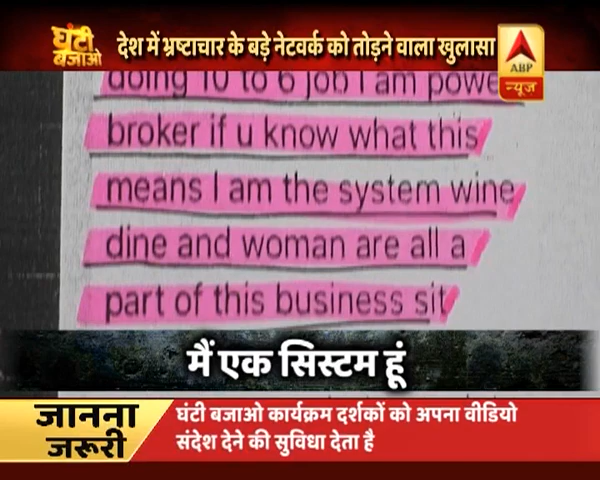 घंटी
बजाओ
देश में भ्रष्टाचार के बड़े नेटवर्क को तोड़ने वाला खुलासा
ABP
न्यूज़
doing 10 to 6 job I am powe
broker if u know what this
means I am the system wine
dine and woman are all a
part of this business sit
मैं एक सिस्टम हूं
जानना
जरूरी
घंटी बजाओ कार्यक्रम दर्शकों को अपना वीडियो
संदेश देने की सुविधा देता है